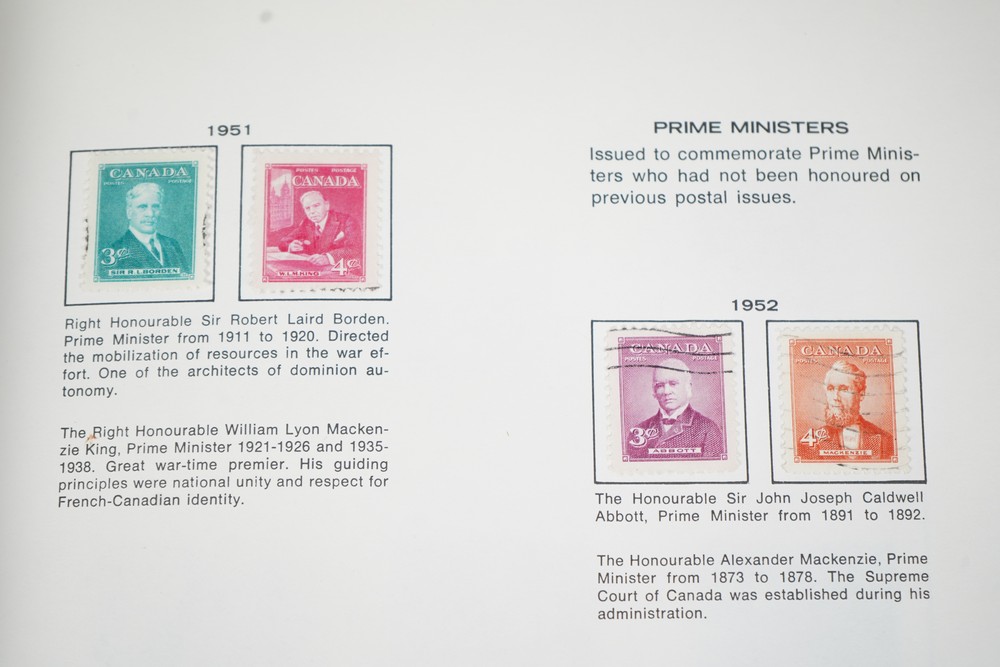 1951
POSTES POSTAGE
CANADA
3¢
SIR R.L. BORDEN
POSTES POSTAGE
CANADA
W.L.M. KING
4¢
Right Honourable Sir Robert Laird Borden.
Prime Minister from 1911 to 1920. Directed
the mobilization of resources in the war ef-
fort. One of the architects of dominion au-
tonomy.
The Right Honourable William Lyon Macken-
zie King, Prime Minister 1921-1926 and 1935-
1938. Great war-time premier. His guiding
principles were national unity and respect for
French-Canadian identity.
PRIME MINISTERS
Issued to commemorate Prime Minis-
ters who had not been honoured on
previous postal issues.
1952
CANADA
POSTES POSTAGE
3¢
ABBOTT
CANADA
POSTES POSTAGE
4¢
MACKENZIE
The Honourable Sir John Joseph Caldwell
Abbott, Prime Minister from 1891 to 1892.
The Honourable Alexander Mackenzie, Prime
Minister from 1873 to 1878. The Supreme
Court of Canada was established during his
administration.